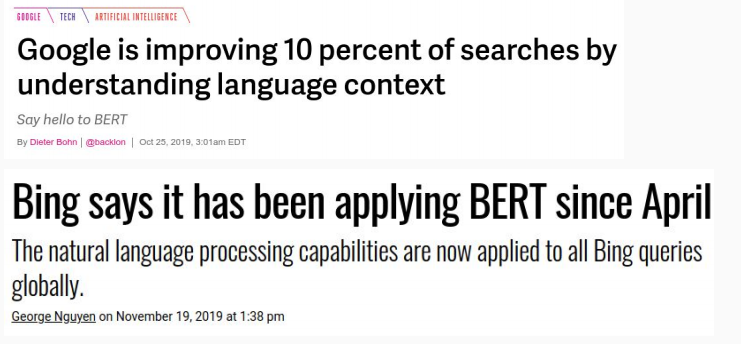 GOOGLE TECH ARTIFICIAL INTELLIGENCE
Google is improving 10 percent of searches by
understanding language context
Say hello to BERT
By Dieter Bohn | @backlon | Oct 25, 2019, 3:01am EDT
Bing says it has been applying BERT since April
The natural language processing capabilities are now applied to all Bing queries
globally.
George Nguyen on November 19, 2019 at 1:38 pm